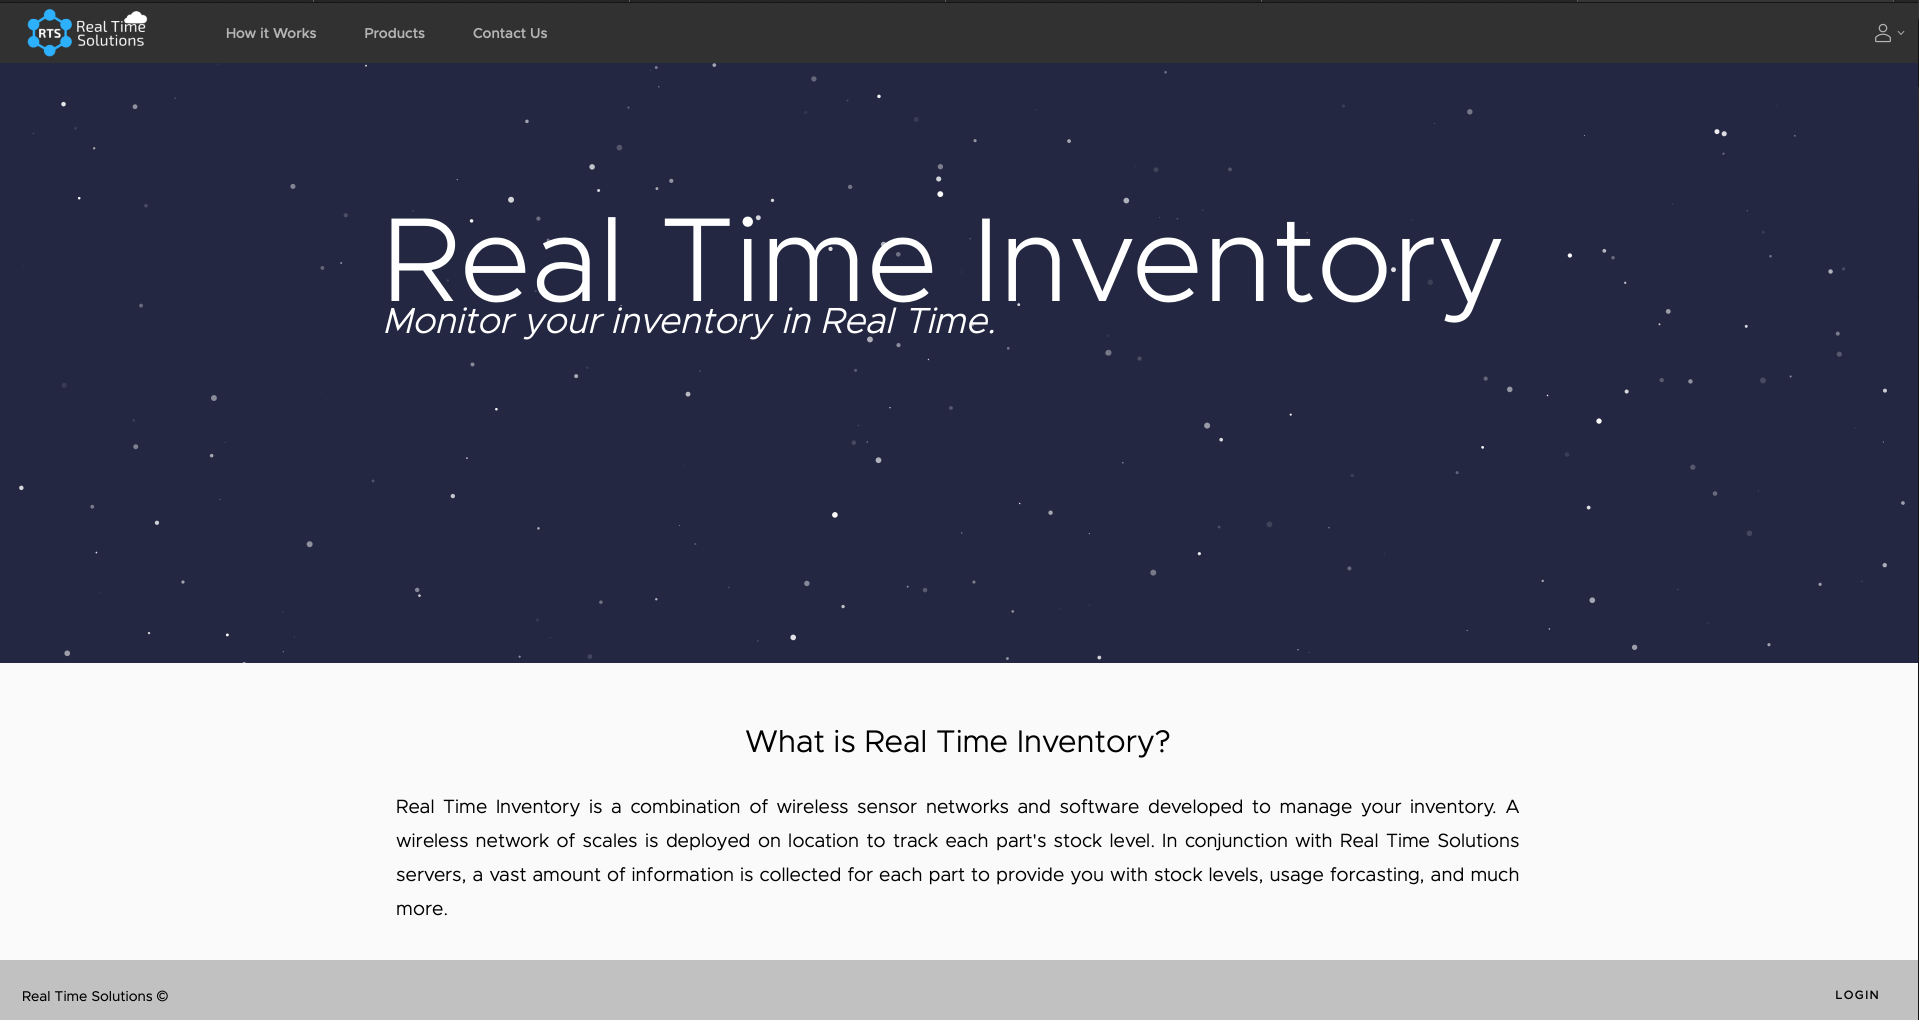 RTS
Real Time
Solutions
How it Works
Products
Contact Us
Real Time Inventory
Monitor your inventory in Real Time.
What is Real Time Inventory?
Real Time Inventory is a combination of wireless sensor networks and software developed to manage your inventory. A
wireless network of scales is deployed on location to track each part's stock level. In conjunction with Real Time Solutions
servers, a vast amount of information is collected for each part to provide you with stock levels, usage forcasting, and much
more.
Real Time Solutions ©
LOGIN